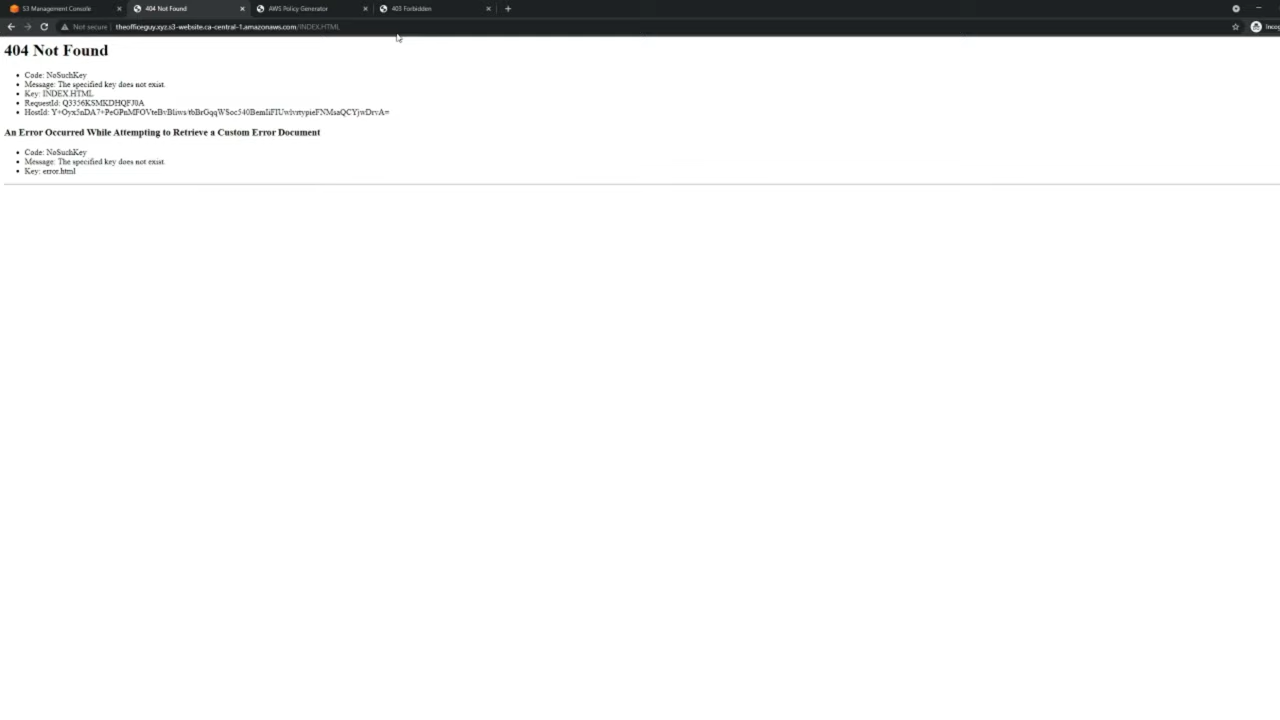 S3 Management Console
404 Not Found
AWS Policy Generator
403 Forbidden
Not secure
theofficeguy.xyz.s3-website.ca-central-1.amazonaws.com/INDEX.HTML
404 Not Found
Code: NoSuchKey
Message: The specified key does not exist.
Key: INDEX.HTML
RequestId:
HostId:
An Error Occurred While Attempting to Retrieve a Custom Error Document
Code: NoSuchKey
Message: The specified key does not exist.
Key: error.html